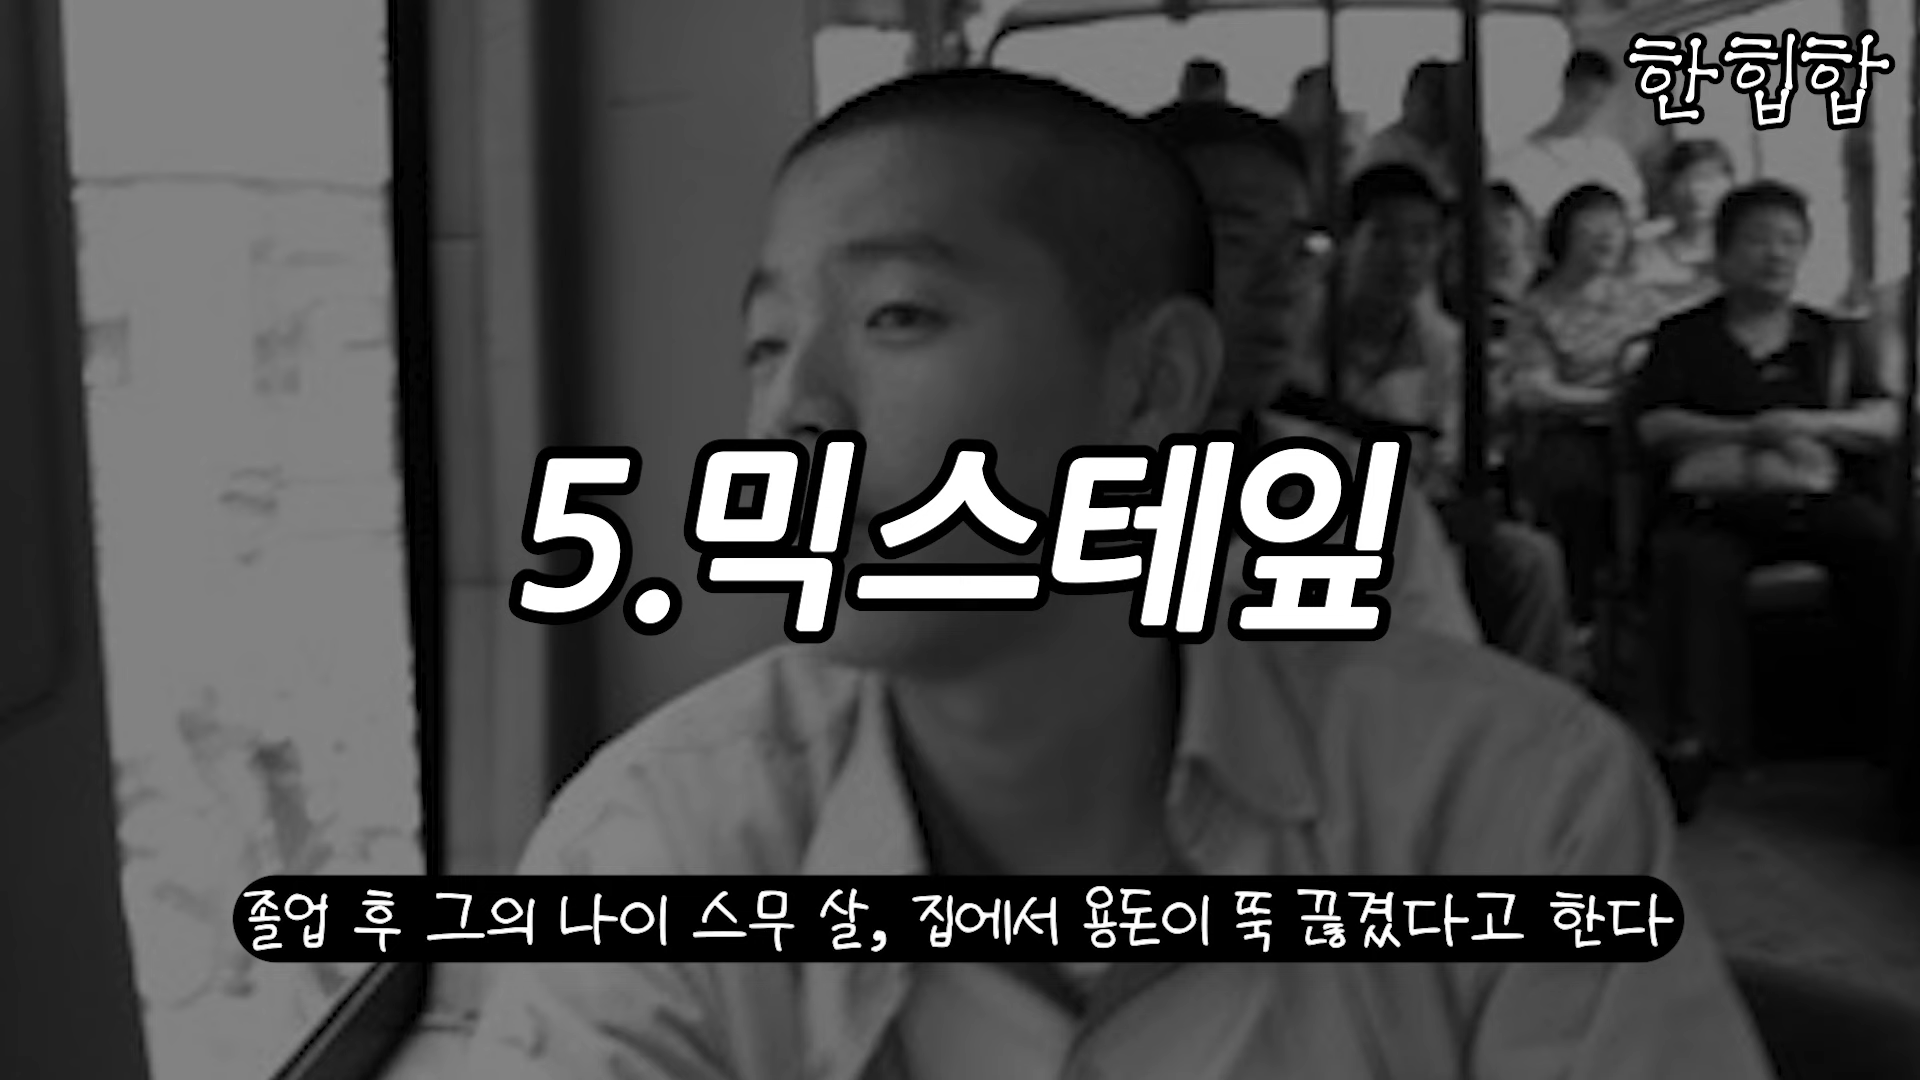 한힙합
5.믹스테잎
졸업 후 그의 나이 스무 살, 집에서 용돈이 뚝 끊겼다고 한다